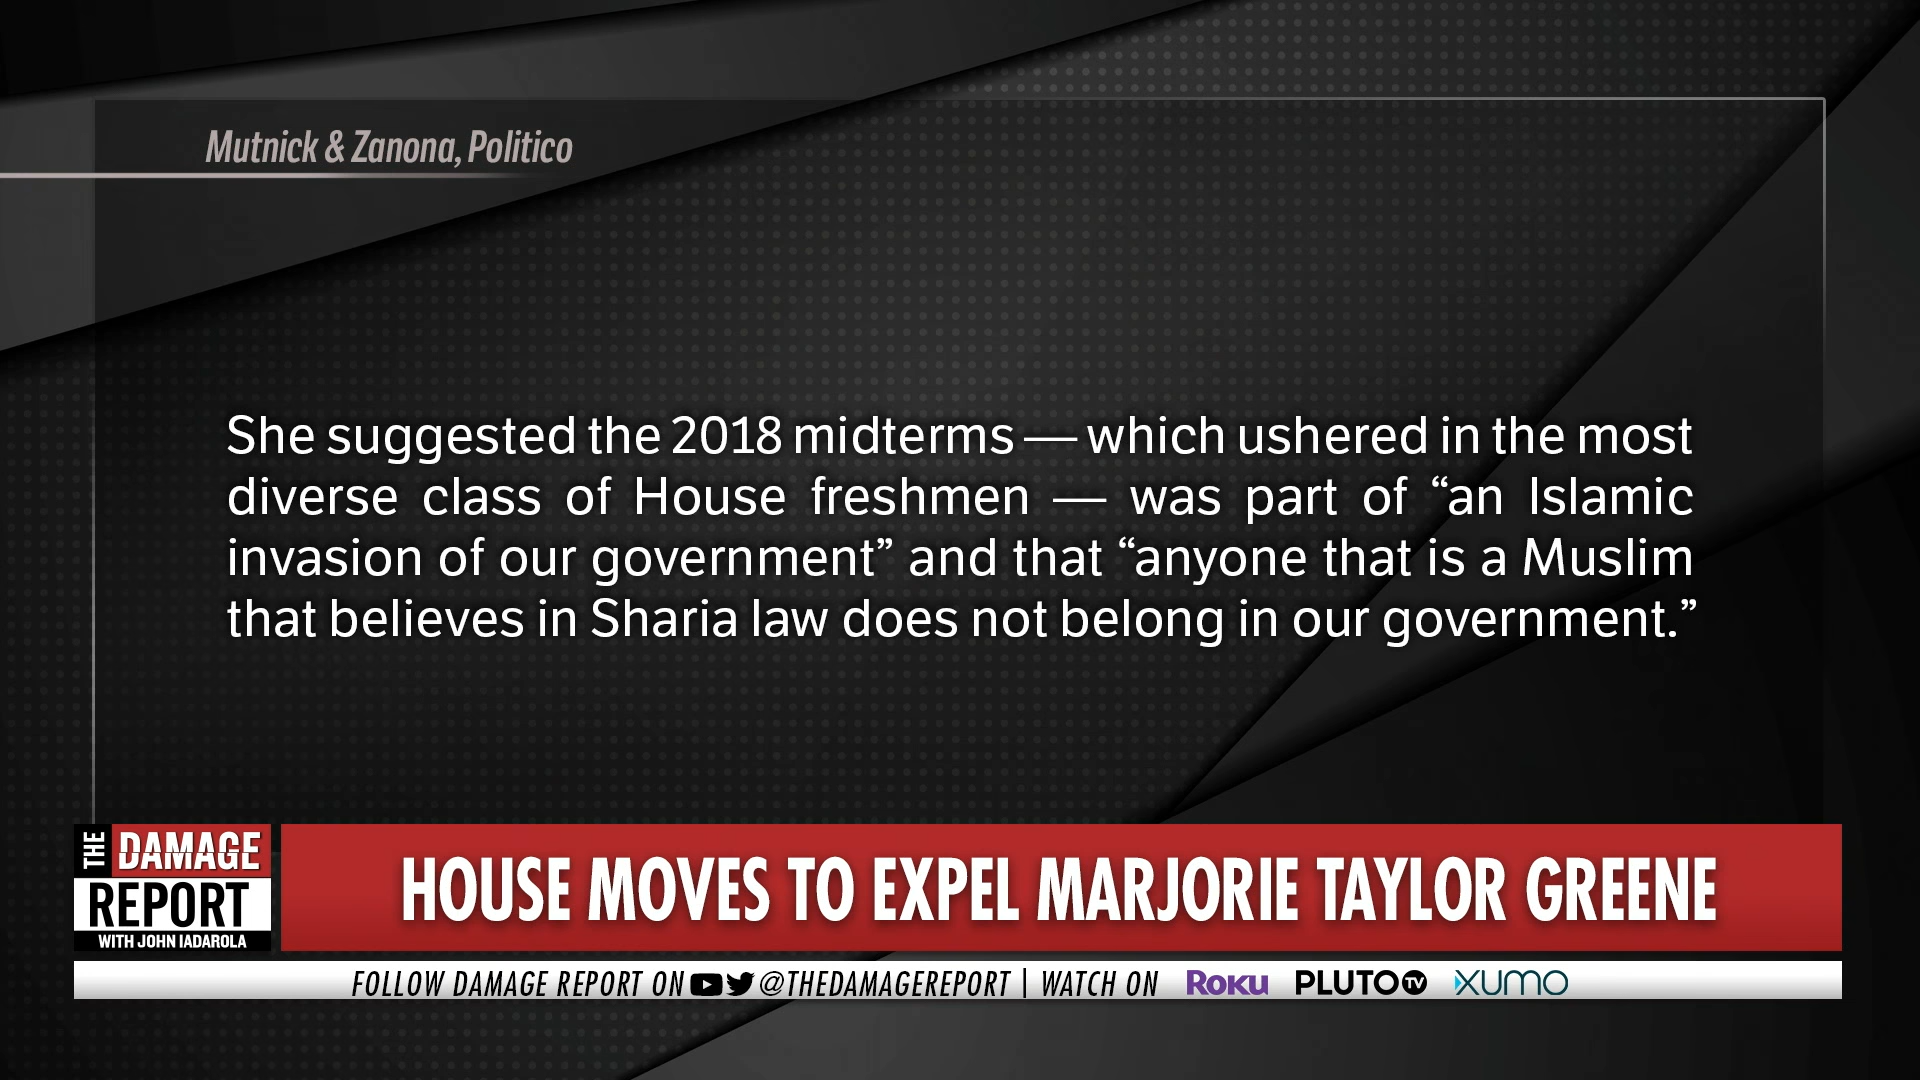 Mutnick & Zanona, Politico
She suggested the 2018 midterms — which ushered in the most
diverse class of House freshmen — was part of “an Islamic
invasion of our government” and that “anyone that is a Muslim
that believes in Sharia law does not belong in our government.”
THE DAMAGE
REPORT
WITH JOHN IADAROLA
HOUSE MOVES TO EXPEL MARJORIE TAYLOR GREENE
FOLLOW DAMAGE REPORT ON @THEDAMAGEREPORT | WATCH ON ROKU PLUTO TV XUMO